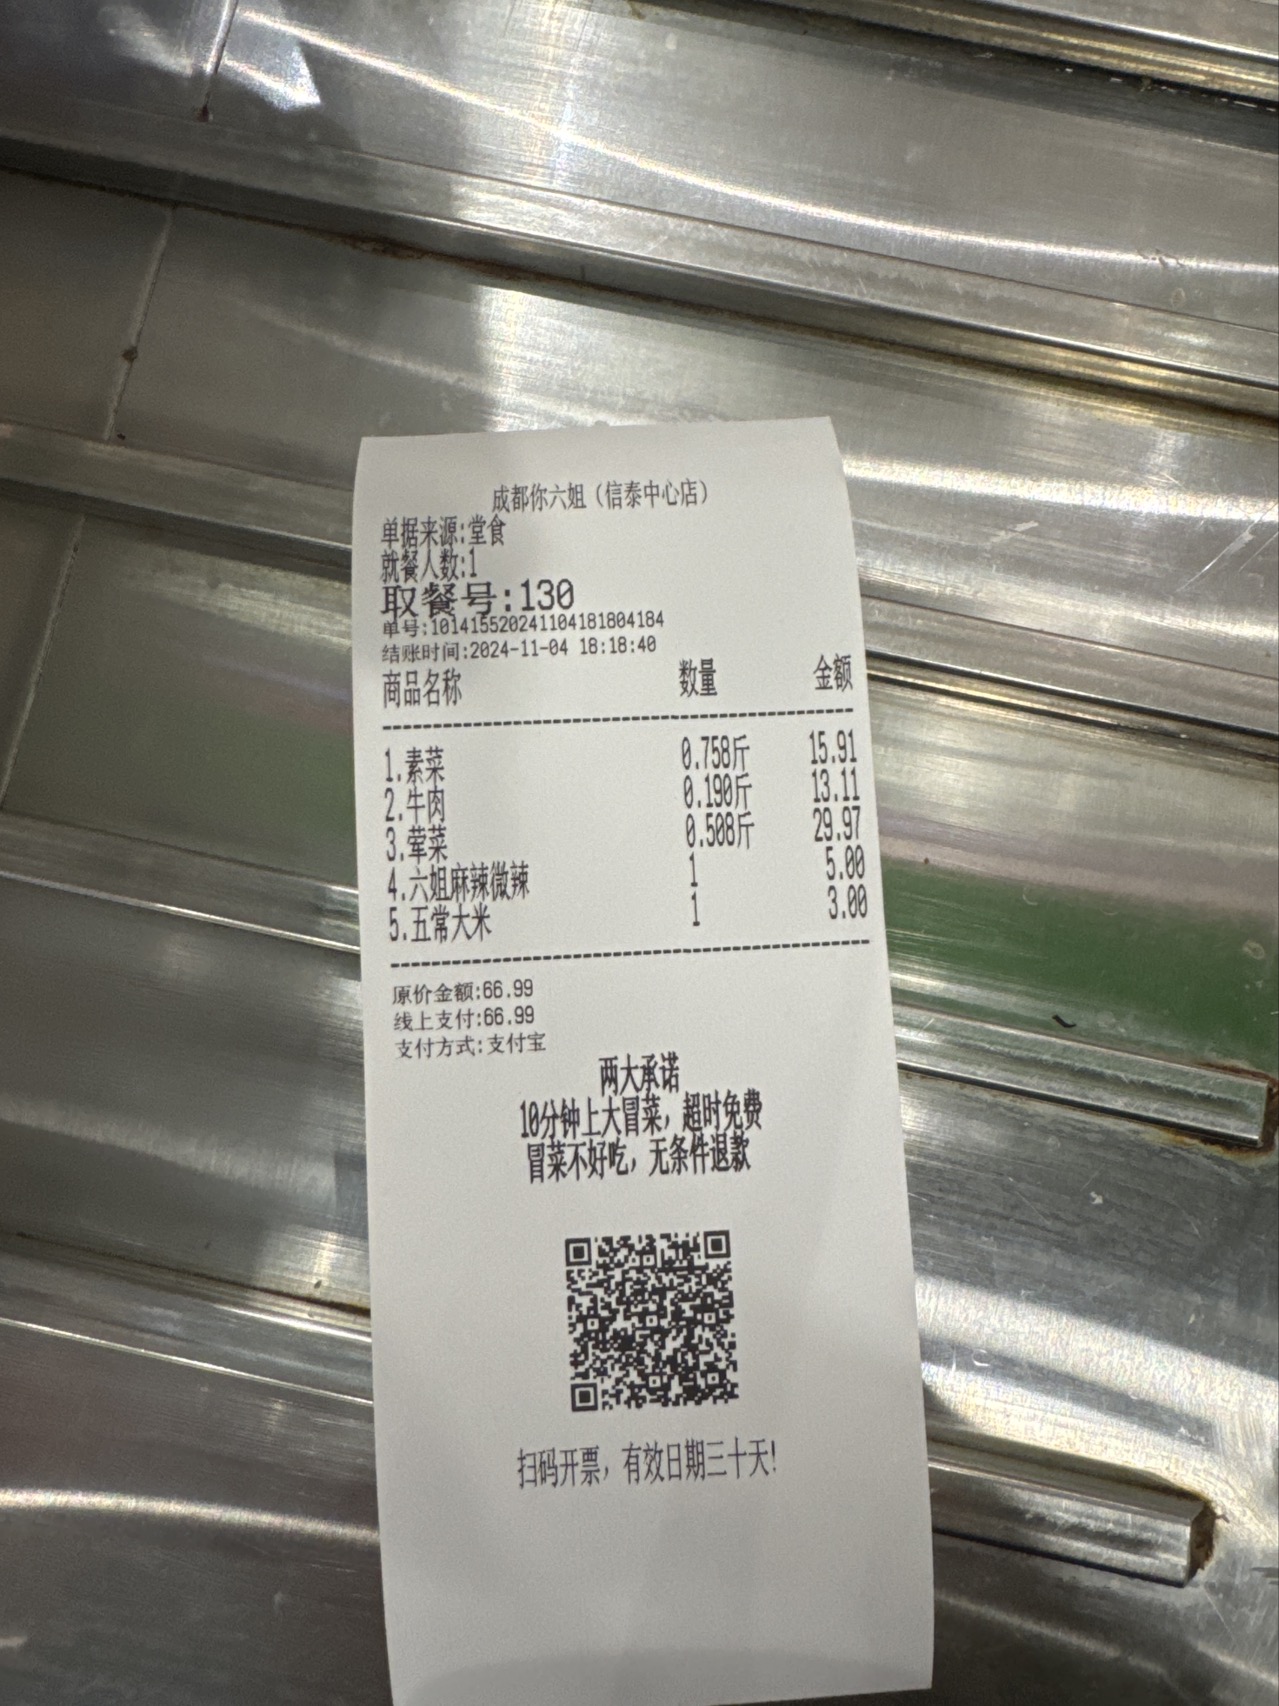 成都你六姐（信泰中心店）
单据来源:堂食
就餐人数:1
取餐号:130
单号:101415520241104181804184
结账时间:2024-11-04 18:18:40
商品名称 数量 金额
1.素菜 0.758斤 15.91
2.牛肉 0.190斤 13.11
3.荤菜 0.508斤 29.97
4.六姐麻辣微辣 1 5.00
5.五常大米 1 3.00
原价金额:66.99
线上支付:66.99
支付方式:支付宝
两大承诺
10分钟上大冒菜，超时免费
冒菜不好吃，无条件退款
扫码开票，有效日期三十天!